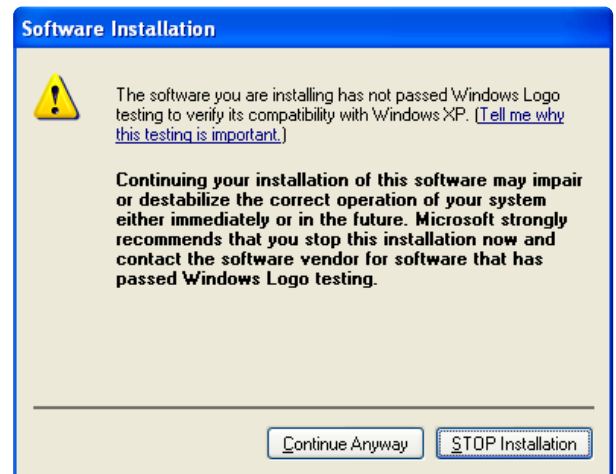 Software Installation
The software you are installing has not passed Windows Logo
testing to verify its compatibility with Windows XP. (Tell me why
this testing is important.)
Continuing your installation of this software may impair
or destabilize the correct operation of your system
either immediately or in the future. Microsoft strongly
recommends that you stop this installation now and
contact the software vendor for software that has
passed Windows Logo testing.
Continue Anyway
STOP Installation